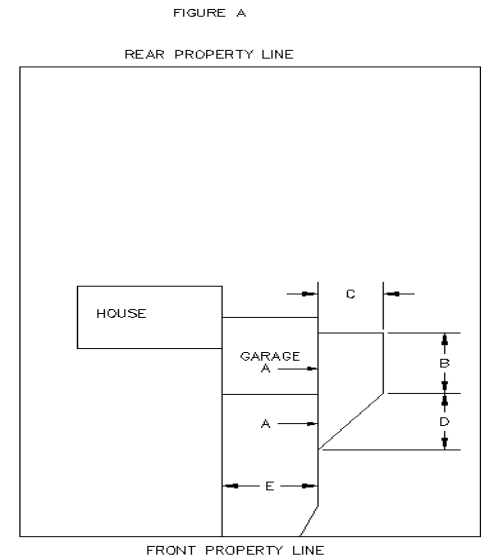 FIGURE A
REAR PROPERTY LINE
C
HOUSE
GARAGE
A
B
A
D
E
FRONT PROPERTY LINE